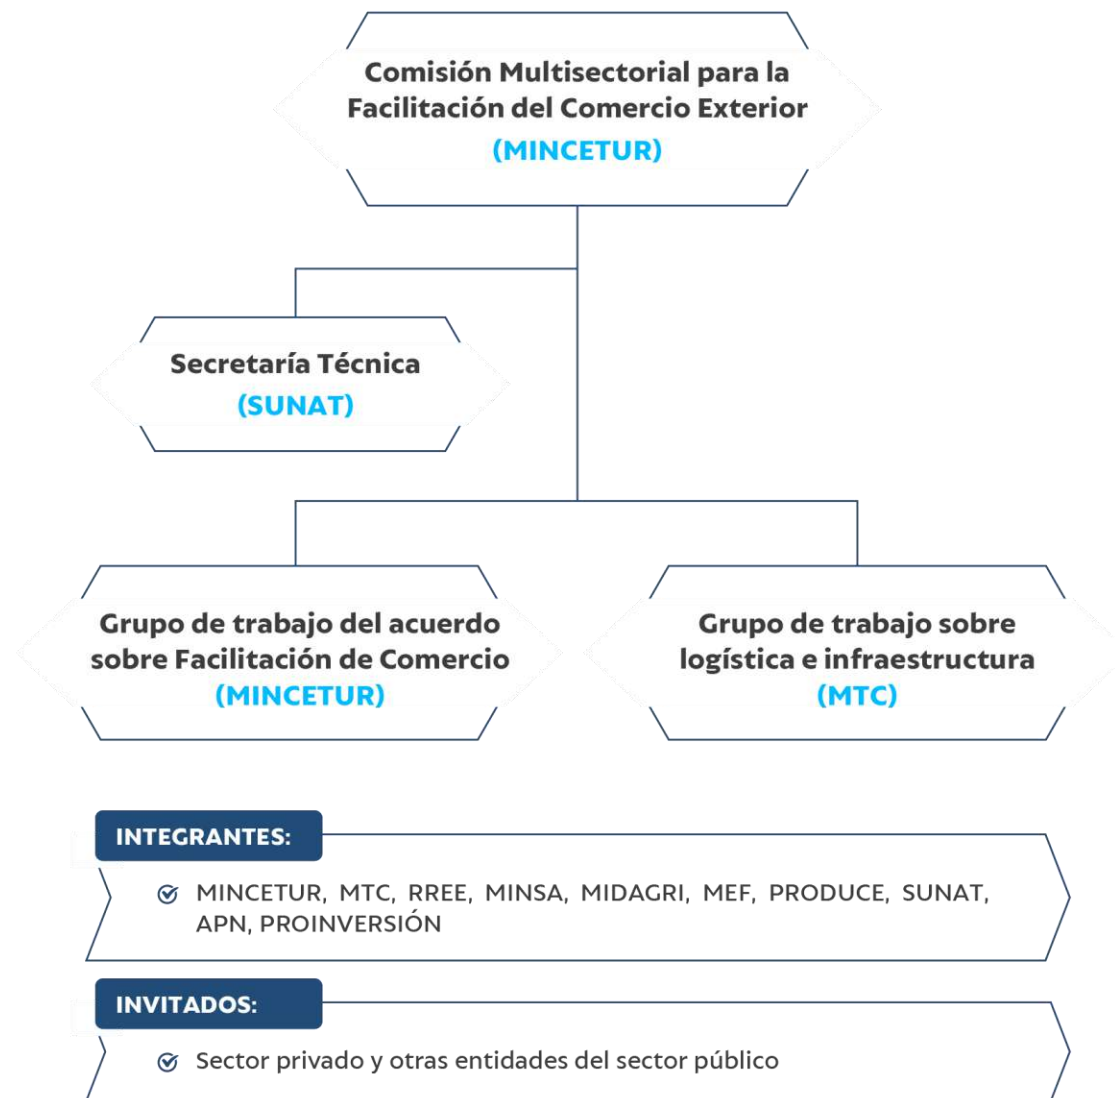 Comisión Multisectorial para la
Facilitación del Comercio Exterior
(MINCETUR)
Secretaría Técnica
(SUNAT)
Grupo de trabajo del acuerdo
sobre Facilitación de Comercio
(MINCETUR)
Grupo de trabajo sobre
logística e infraestructura
(MTC)
INTEGRANTES:
MINCETUR, MTC, RREE, MINSA, MIDAGRI, MEF, PRODUCE, SUNAT,
APN, PROINVERSIÓN
INVITADOS:
Sector privado y otras entidades del sector público